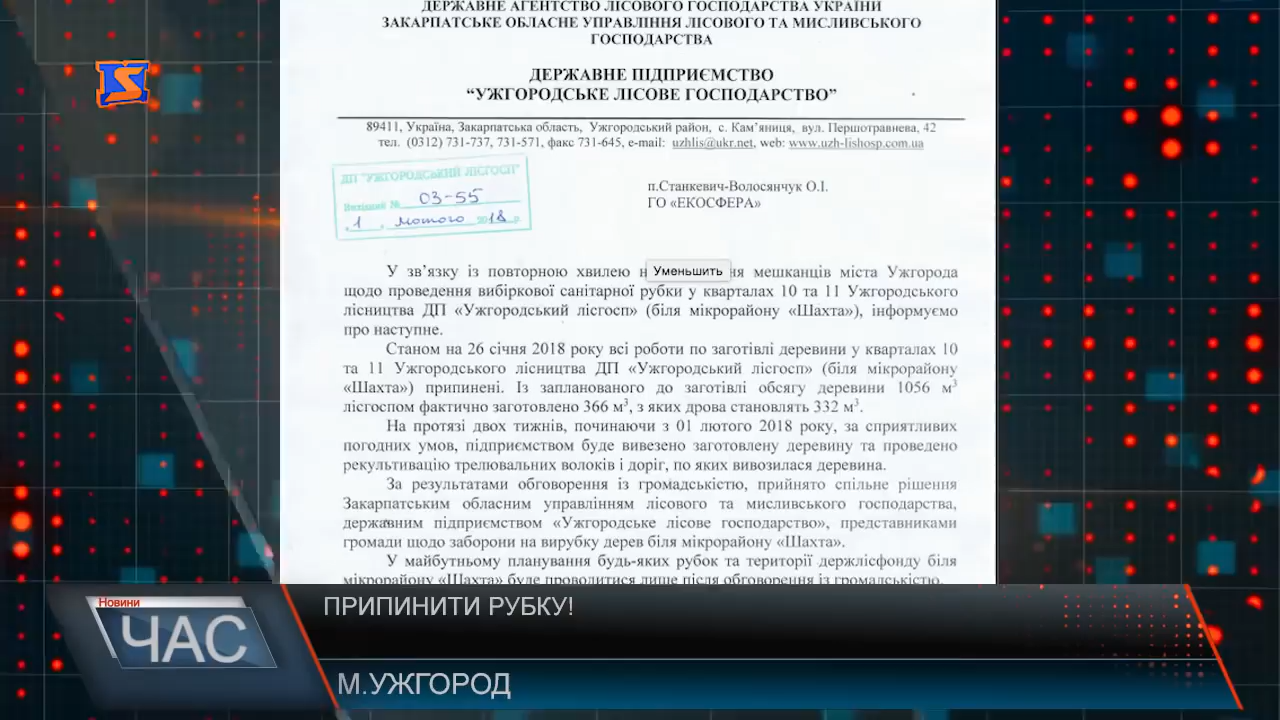 ДЕРЖАВНЕ АГЕНТСТВО ЛІСОВОГО ГОСПОДАРСТВА УКРАЇНИ
ЗАКАРПАТСЬКЕ ОБЛАСНЕ УПРАВЛІННЯ ЛІСОВОГО ТА МИСЛИВСЬКОГО
ГОСПОДАРСТВА
ДЕРЖАВНЕ ПІДПРИЄМСТВО
“УЖГОРОДСЬКЕ ЛІСОВЕ ГОСПОДАРСТВО”
89411, Україна, Закарпатська область, Ужгородський район, с. Кам’яниця, вул. Першотравнева, 42
тел. (0312) 731-737, 731-571, факс 731-645, e-mail: uzhlis@ukr.net, web: www.uzh-lishosp.com.ua
ДП "УЖГОРОДСЬКИЙ ЛІСГОСП"
Вихідний № 03-55
„1„ лютого 2018 р.
п.Станкевич-Волосянчук О.І.
ГО «ЕКОСФЕРА»
У зв’язку із повторною хвилею мешканців міста Ужгорода
Уменьшить
щодо проведення вибіркової санітарної рубки у кварталах 10 та 11 Ужгородського
лісництва ДП «Ужгородський лісгосп» (біля мікрорайону «Шахта»), інформуємо
про наступне.
Станом на 26 січня 2018 року всі роботи по заготівлі деревини у кварталах 10
та 11 Ужгородського лісництва ДП «Ужгородський лісгосп» (біля мікрорайону
«Шахта») припинені. Із запланованого до заготівлі обсягу деревини 1056 м³
лісгоспом фактично заготовлено 366 м³, з яких дрова становлять 332 м³.
На протязі двох тижнів, починаючи з 01 лютого 2018 року, за сприятливих
погодних умов, підприємством буде вивезено заготовлену деревину та проведено
рекультивацію трелювальних волоків і доріг, по яких вивозилася деревина.
За результатами обговорення із громадськістю, прийнято спільне рішення
Закарпатським обласним управлінням лісового та мисливського господарства,
державним підприємством «Ужгородське лісове господарство», представниками
громади щодо заборони на вирубку дерев біля мікрорайону «Шахта».
У майбутньому планування будь-яких рубок та території держлісфонду біля
мікрорайону «Шахта» буде проводитися лише після обговорення із громадськістю.
Новини
ЧАС
ПРИПИНИТИ РУБКУ!
М.УЖГОРОД